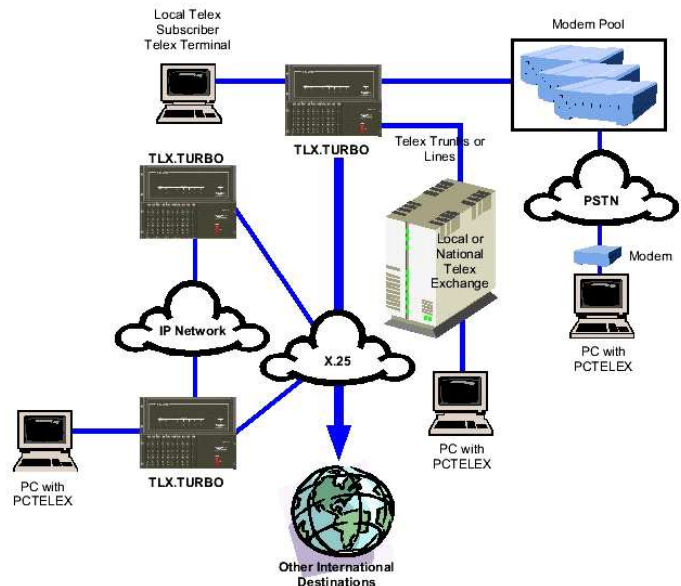 Local Telex
Subscriber
Telex Terminal
Modem Pool
TLX.TURBO
Telex Trunks or
Lines
TLX.TURBO
PSTN
Local or
National
Telex
Exchange
Modem
IP Network
X.25
PC with
PCTELEX
PC with
PCTELEX
TLX.TURBO
PC with
PCTELEX
Other International
Destinations